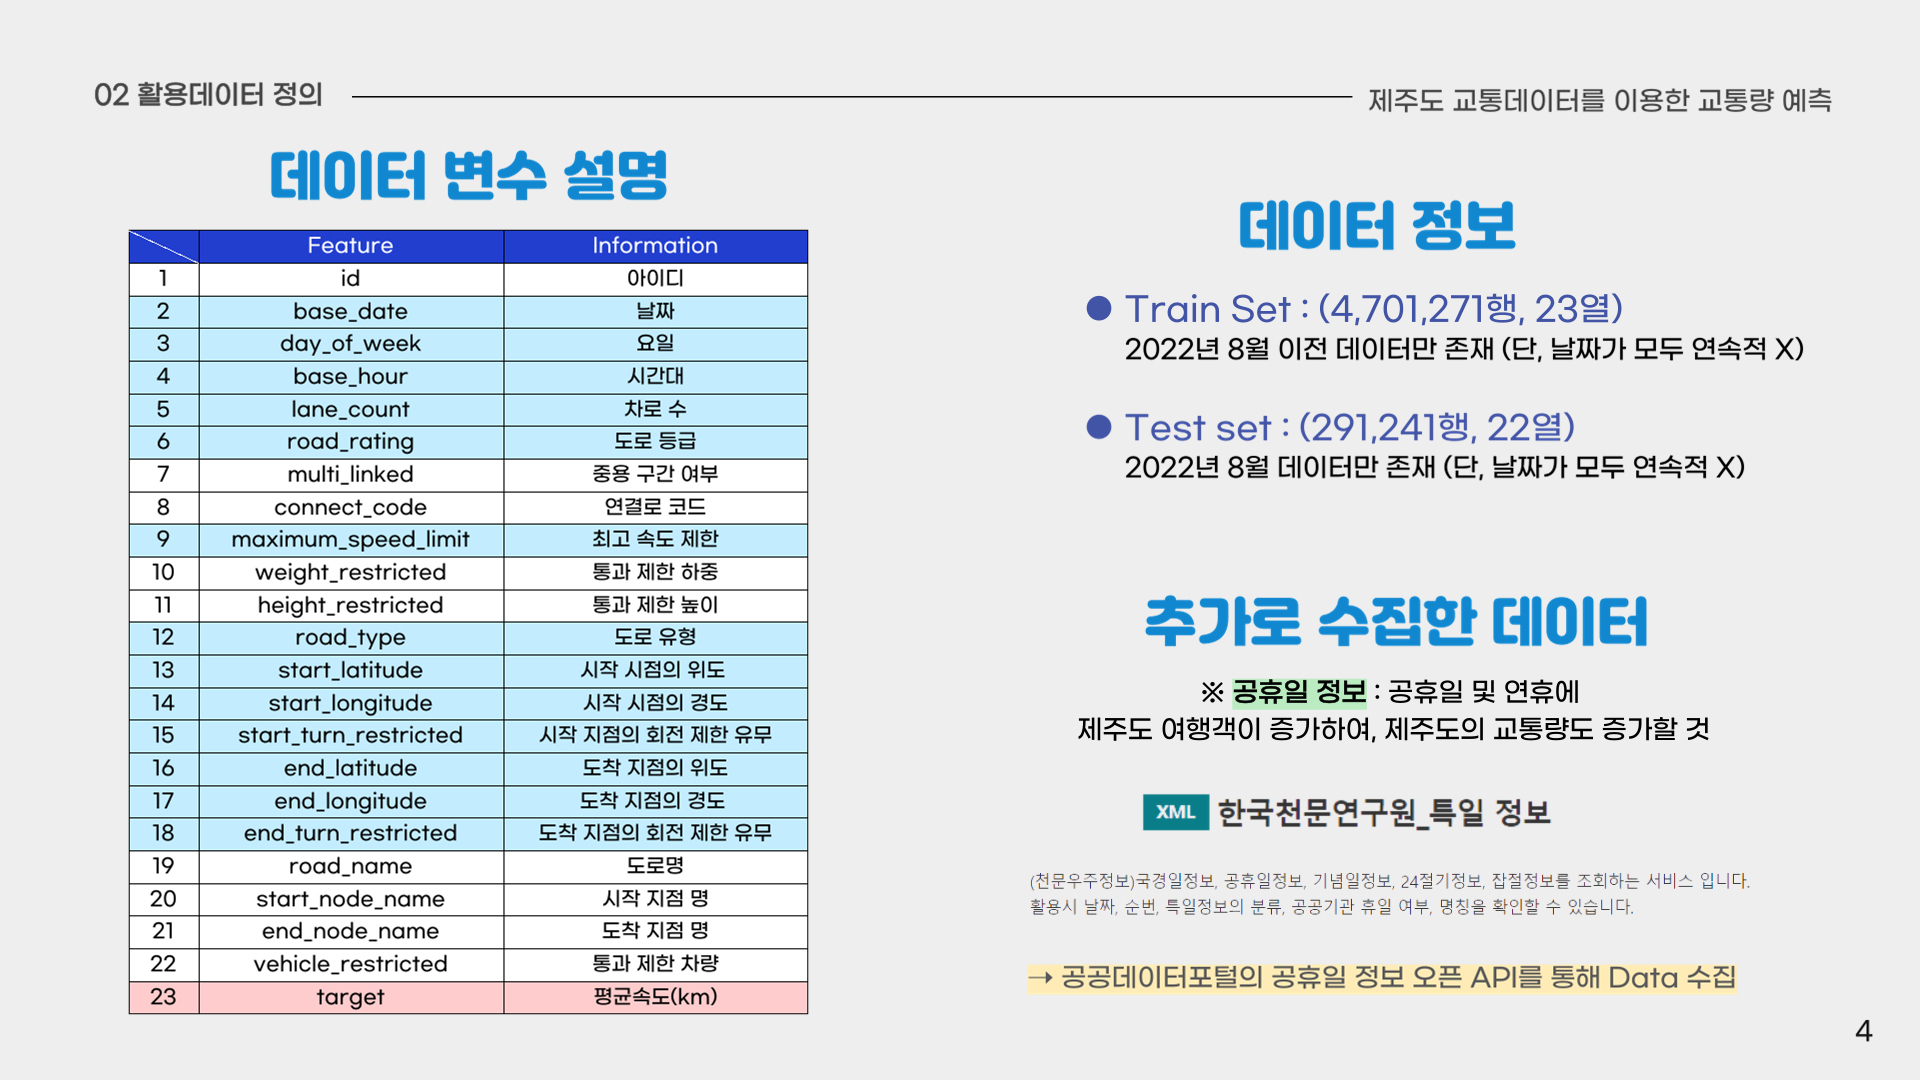 02 활용데이터 정의
제주도 교통데이터를 이용한 교통량 예측
데이터 변수 설명
Feature Information
1 id 아이디
2 base_date 날짜
3 day_of_week 요일
4 base_hour 시간대
5 lane_count 차로 수
6 road_rating 도로 등급
7 multi_linked 중용 구간 여부
8 connect_code 연결로 코드
9 maximum_speed_limit 최고 속도 제한
10 weight_restricted 통과 제한 하중
11 height_restricted 통과 제한 높이
12 road_type 도로 유형
13 start_latitude 시작 시점의 위도
14 start_longitude 시작 시점의 경도
15 start_turn_restricted 시작 지점의 회전 제한 유무
16 end_latitude 도착 지점의 위도
17 end_longitude 도착 지점의 경도
18 end_turn_restricted 도착 지점의 회전 제한 유무
19 road_name 도로명
20 start_node_name 시작 지점 명
21 end_node_name 도착 지점 명
22 vehicle_restricted 통과 제한 차량
23 target 평균속도(km)
데이터 정보
● Train Set : (4,701,271행, 23열)
2022년 8월 이전 데이터만 존재 (단, 날짜가 모두 연속적 X)
● Test set : (291,241행, 22열)
2022년 8월 데이터만 존재 (단, 날짜가 모두 연속적 X)
추가로 수집한 데이터
※ 공휴일 정보 : 공휴일 및 연휴에
제주도 여행객이 증가하여, 제주도의 교통량도 증가할 것
XML 한국천문연구원_특일 정보
(천문우주정보)국경일정보, 공휴일정보, 기념일정보, 24절기정보, 잡절정보를 조회하는 서비스 입니다.
활용시 날짜, 순번, 특일정보의 분류, 공공기관 휴일 여부, 명칭을 확인할 수 있습니다.
→ 공공데이터포털의 공휴일 정보 오픈 API를 통해 Data 수집
4